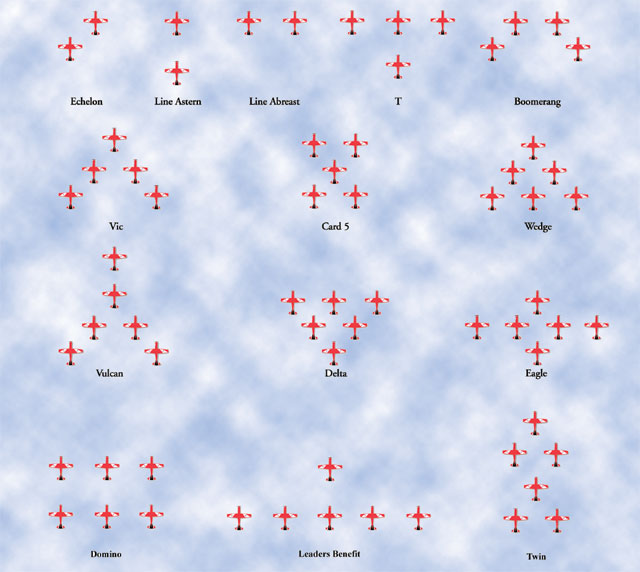 Echelon
Line Astern
Line Abreast
T
Boomerang
Vic
Card 5
Wedge
Vulcan
Delta
Eagle
Domino
Leaders Benefit
Twin